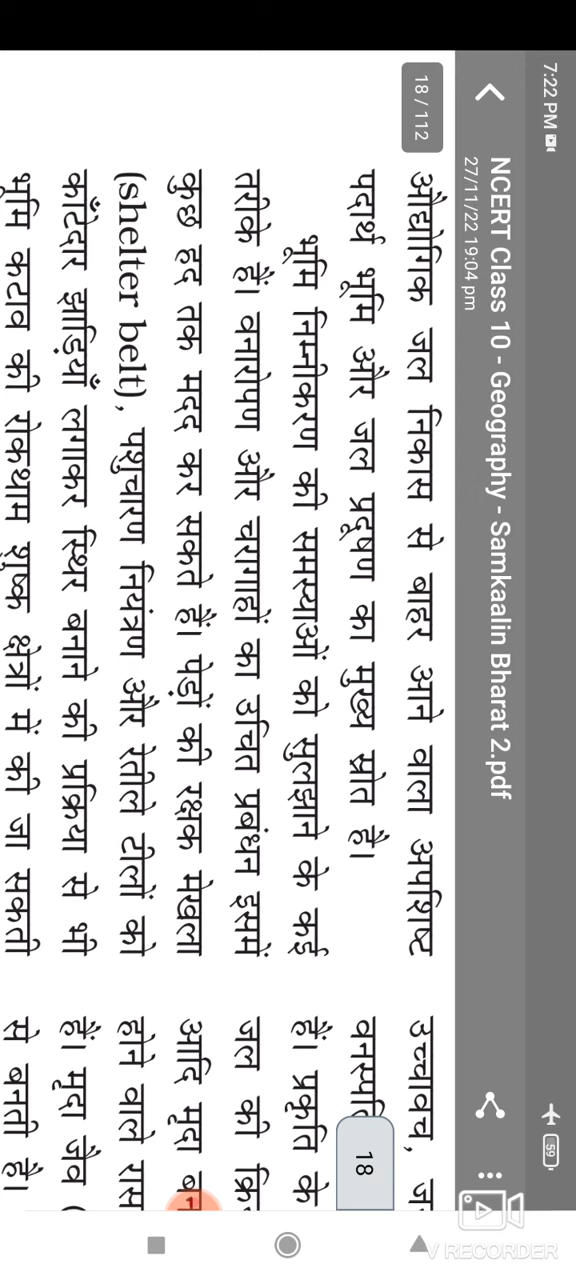 7:22 PM
59
NCERT Class 10 - Geography - Samkaalin Bharat 2.pdf
27/11/22 19:04 pm
18 / 112
औद्योगिक जल निकास से बाहर आने वाला अपशिष्ट
पदार्थ भूमि और जल प्रदूषण का मुख्य स्रोत है।
भूमि निम्नीकरण की समस्याओं को सुलझाने के कई
तरीके हैं। वनारोपण और चरागाहों का उचित प्रबंधन इसमें
कुछ हद तक मदद कर सकते हैं। पेड़ों की रक्षक मेखला
(shelter belt), पशुचारण नियंत्रण और रेतीले टीलों को
काँटेदार झाड़ियाँ लगाकर स्थिर बनाने की प्रक्रिया से भी
भूमि कटाव की रोकथाम शुष्क क्षेत्रों में की जा सकती
उच्चावच,
हैं। प्रकृति के
जल की
आदि मृदा
होने वाले
हैं। मृदा जैव
से बनती है।
18
V RECORDER